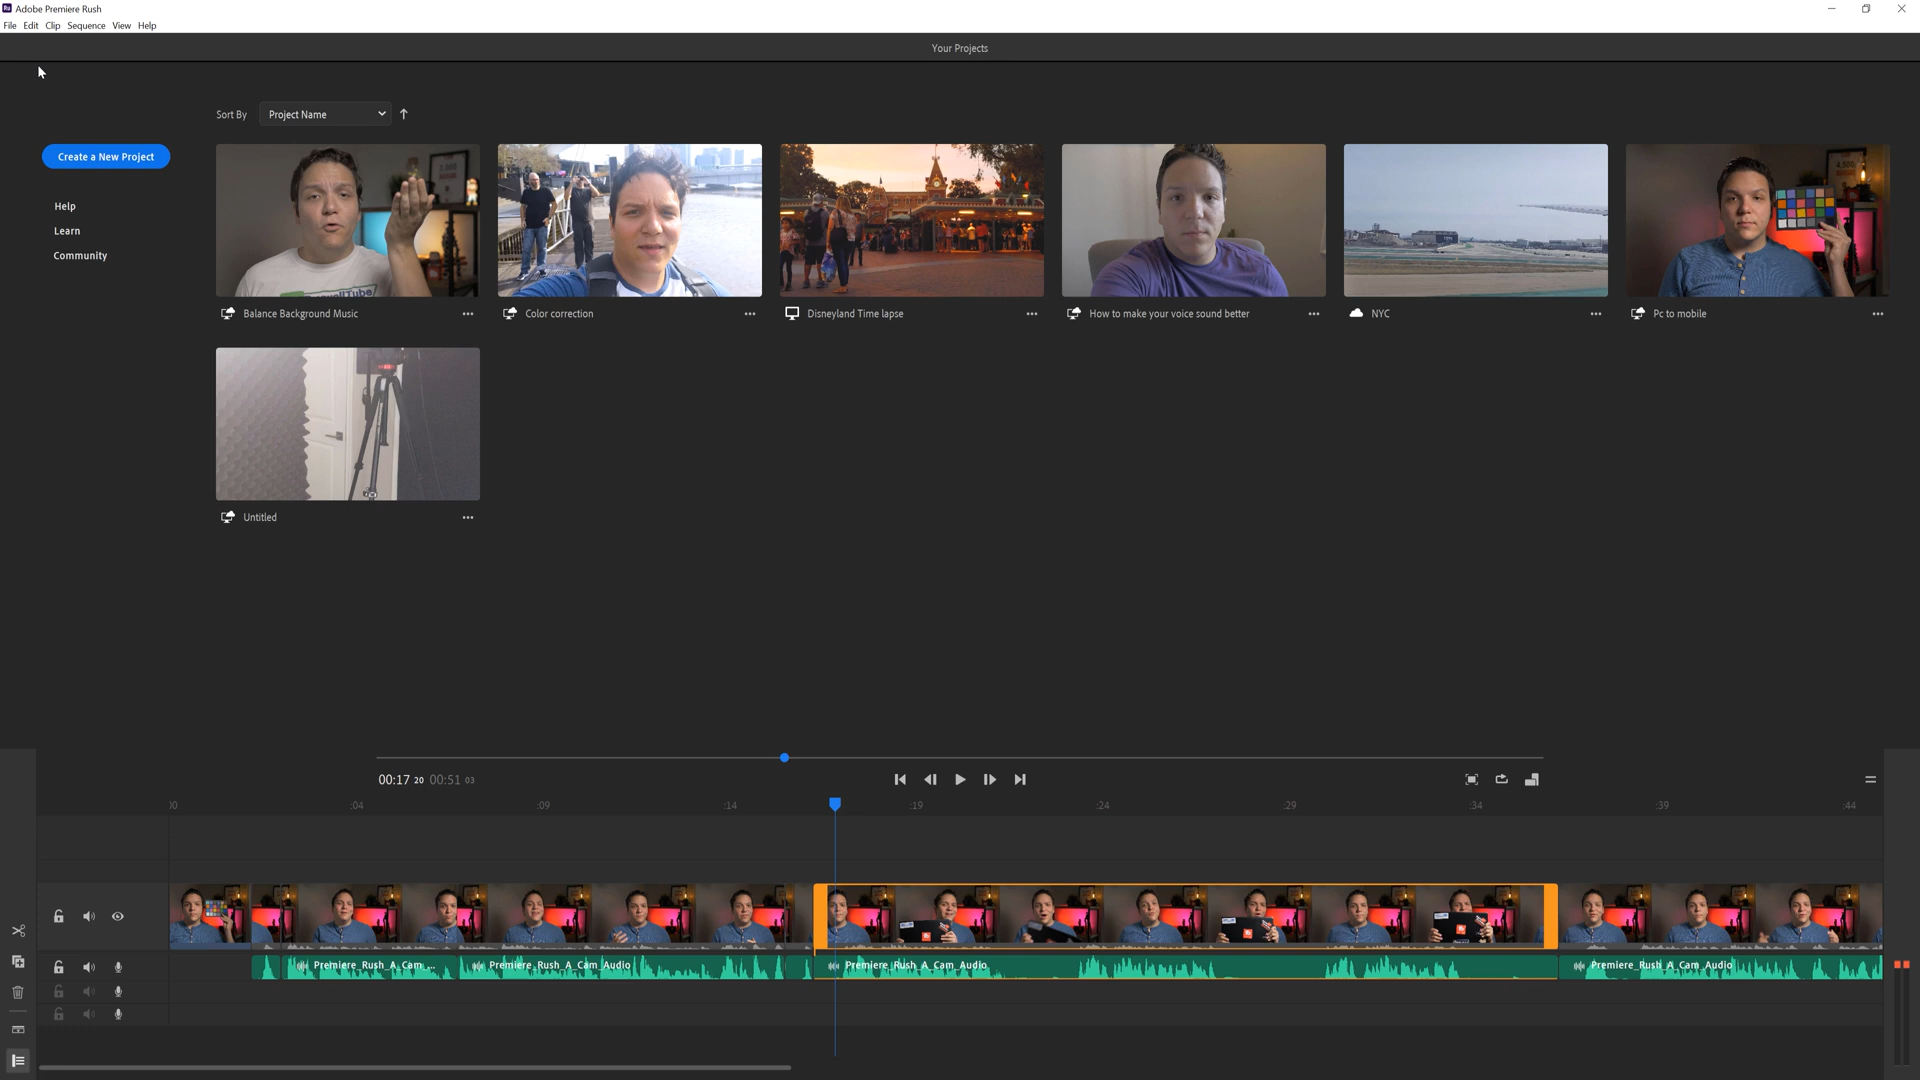 Adobe Premiere Rush
File Edit Clip Sequence View Help
Your Projects
Sort By Project Name
Create a New Project
Help
Learn
Community
Balance Background Music
Color correction
Disneyland Time lapse
How to make your voice sound better
NYC
Pc to mobile
Untitled
00:17 20 00:51 03
:00 :04 :09 :14 :19 :24 :29 :34 :39 :44
Premiere_Rush_A_Cam_...
Premiere_Rush_A_Cam_Audio
Premiere_Rush_A_Cam_Audio
Premiere_Rush_A_Cam_Audio